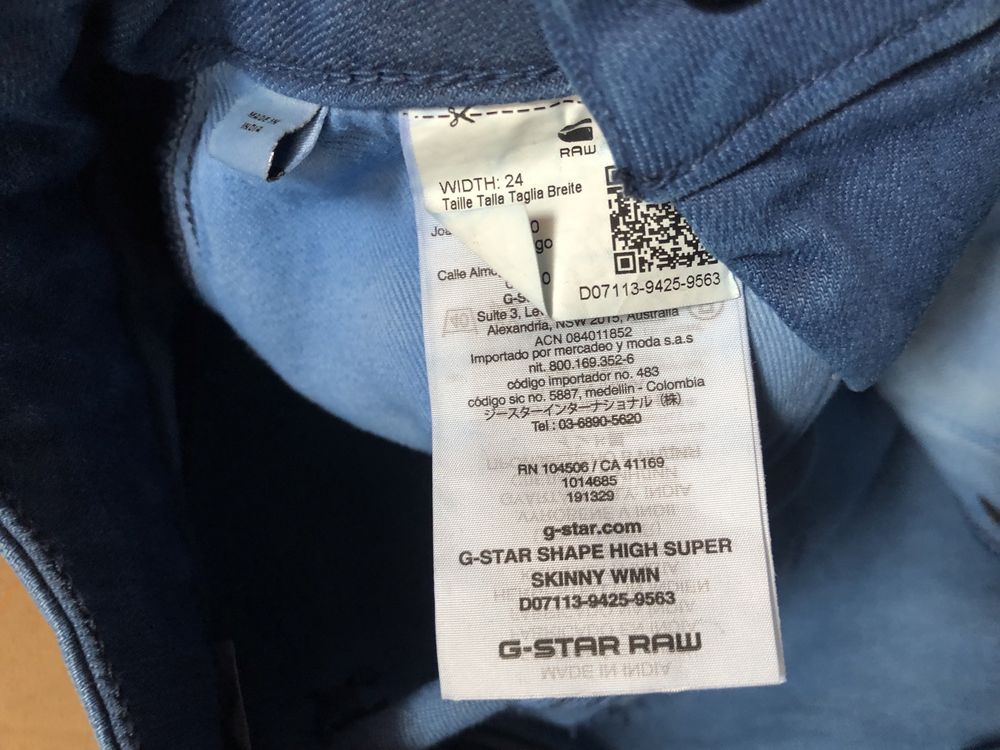 MADE IN
INDIA
RAW
WIDTH: 24
Taille Talla Taglia Breite
D07113-9425-9563
Calle
Suite 3,
Alexandria, NSW 2015, Australia
ACN 084011852
Importado por mercadeo y moda s.a.s
nit. 800.169.352-6
código importador no. 483
código sic no. 5887, medellin - Colombia
ジースターインターナショナル（株）
Tel : 03-6890-5620
RN 104506 / CA 41169
1014685
191329
g-star.com
G-STAR SHAPE HIGH SUPER
SKINNY WMN
D07113-9425-9563
G-STAR RAW
MADE IN INDIA